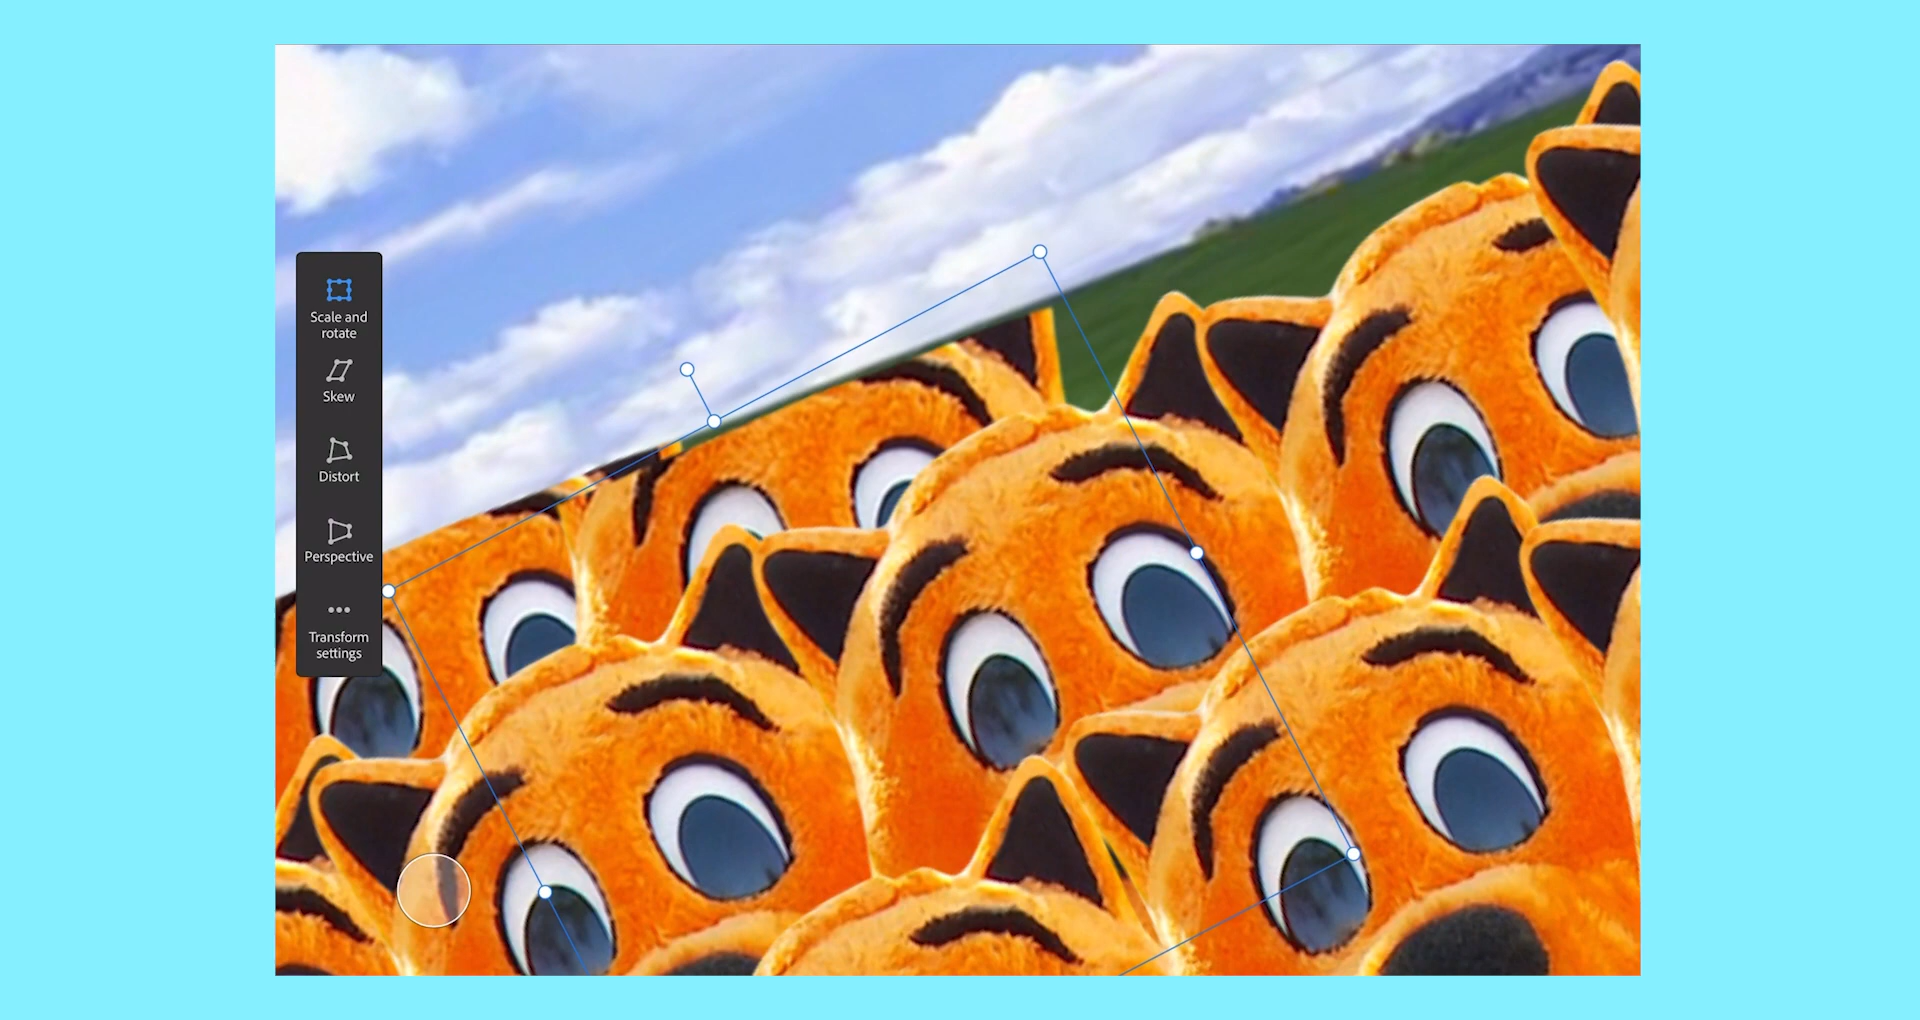 Scale and
rotate
Skew
Distort
Perspective
Transform
settings